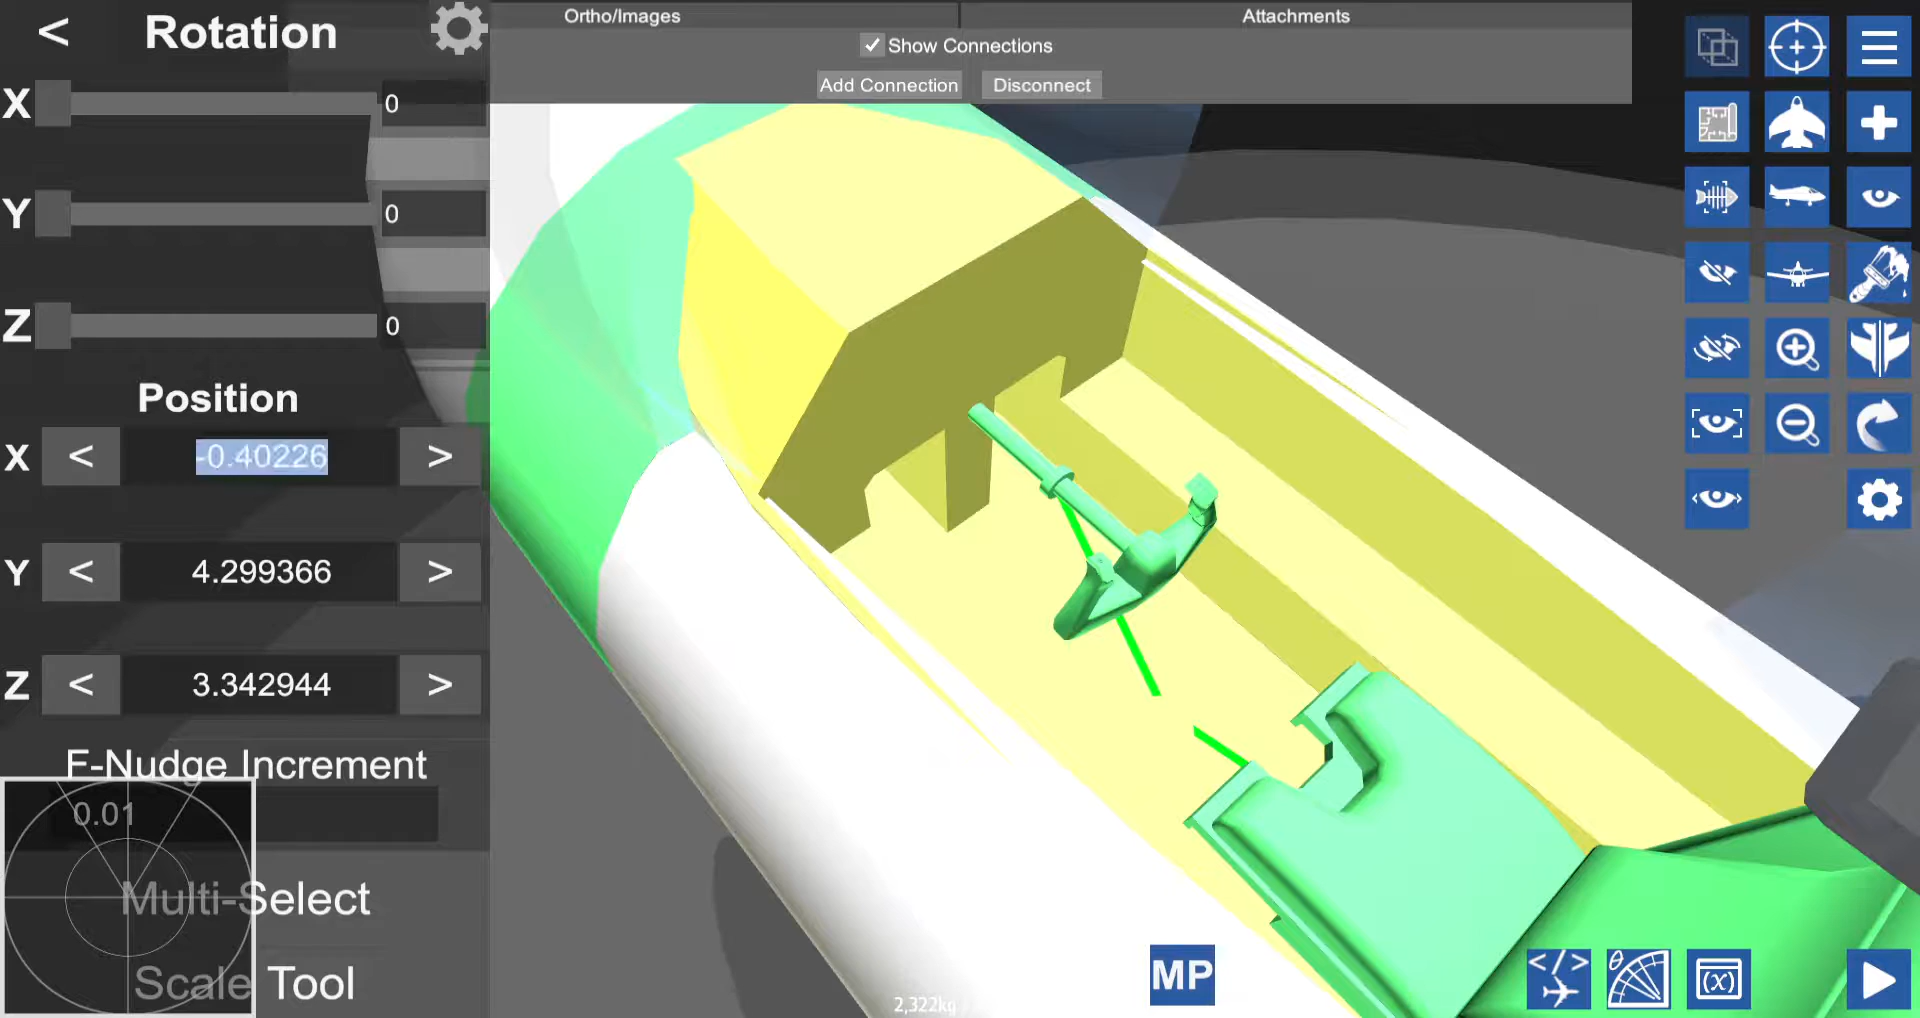 < Rotation
Ortho/Images
Attachments
✓ Show Connections
Add Connection
Disconnect
X 0
Y 0
Z 0
Position
X < -0.40226 >
Y < 4.299366 >
Z < 3.342944 >
F-Nudge Increment
0.01
Multi-Select
Scale Tool
MP
2,322kg
</>
θ
(x)